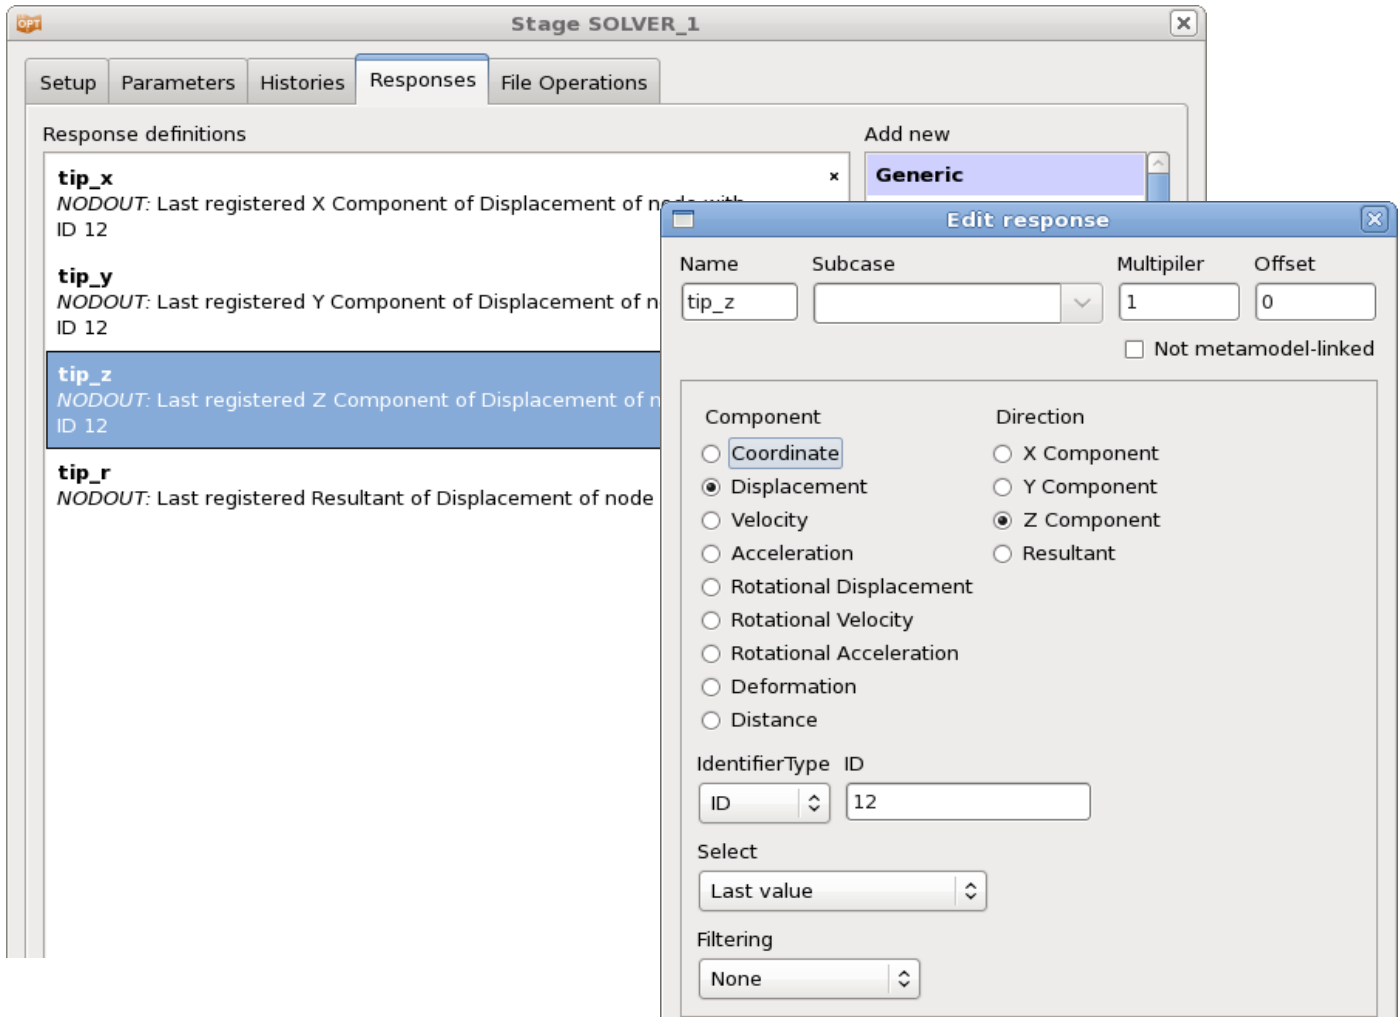 OPT
Stage SOLVER_1
Setup Parameters Histories Responses File Operations
Response definitions
Add new
tip_x
NODOUT: Last registered X Component of Displacement of node with
ID 12
tip_y
NODOUT: Last registered Y Component of Displacement of n
ID 12
tip_z
NODOUT: Last registered Z Component of Displacement of n
ID 12
tip_r
NODOUT: Last registered Resultant of Displacement of node
Generic
Edit response
Name Subcase Multipiler Offset
tip_z 1 0
Not metamodel-linked
Component Direction
Coordinate X Component
Displacement Y Component
Velocity Z Component
Acceleration Resultant
Rotational Displacement
Rotational Velocity
Rotational Acceleration
Deformation
Distance
IdentifierType ID
ID 12
Select
Last value
Filtering
None